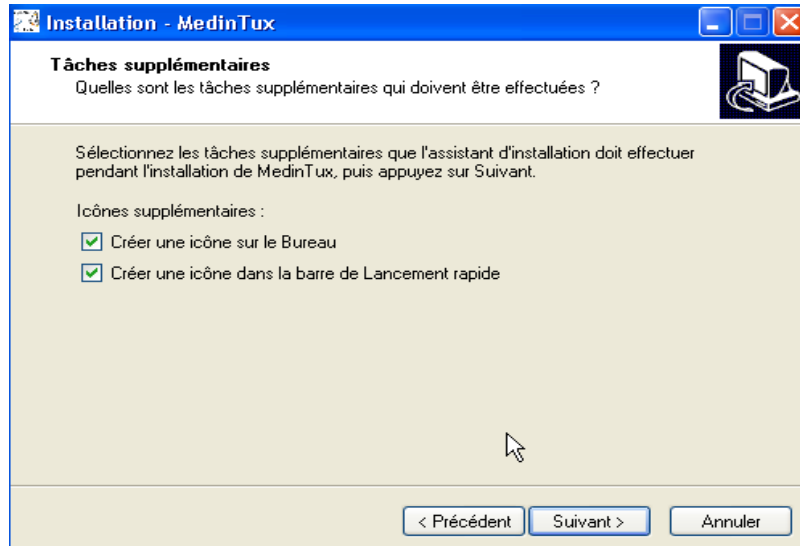 Installation - MedinTux
Tâches supplémentaires
Quelles sont les tâches supplémentaires qui doivent être effectuées ?
Sélectionnez les tâches supplémentaires que l'assistant d'installation doit effectuer
pendant l'installation de MedinTux, puis appuyez sur Suivant.
Icônes supplémentaires :
Créer une icône sur le Bureau
Créer une icône dans la barre de Lancement rapide
< Précédent
Suivant >
Annuler